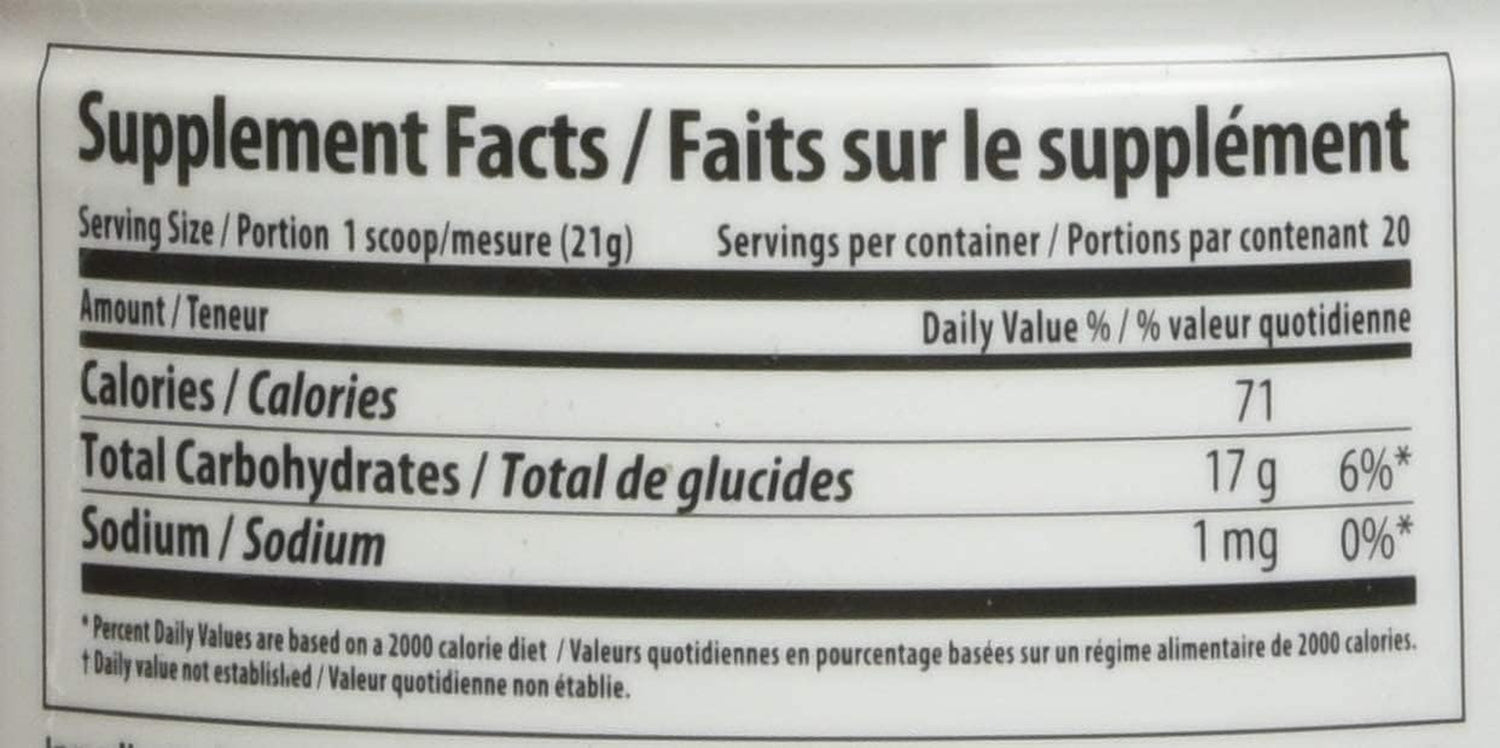 Supplement Facts / Faits sur le supplément
Serving Size / Portion 1 scoop/mesure (21g) Servings per container / Portions par contenant 20
Amount / Teneur Daily Value % / % valeur quotidienne
Calories / Calories 71
Total Carbohydrates / Total de glucides 17 g 6%*
Sodium / Sodium 1 mg 0%*
* Percent Daily Values are based on a 2000 calorie diet / Valeurs quotidiennes en pourcentage basées sur un régime alimentaire de 2000 calories.
† Daily value not established / Valeur quotidienne non établie.